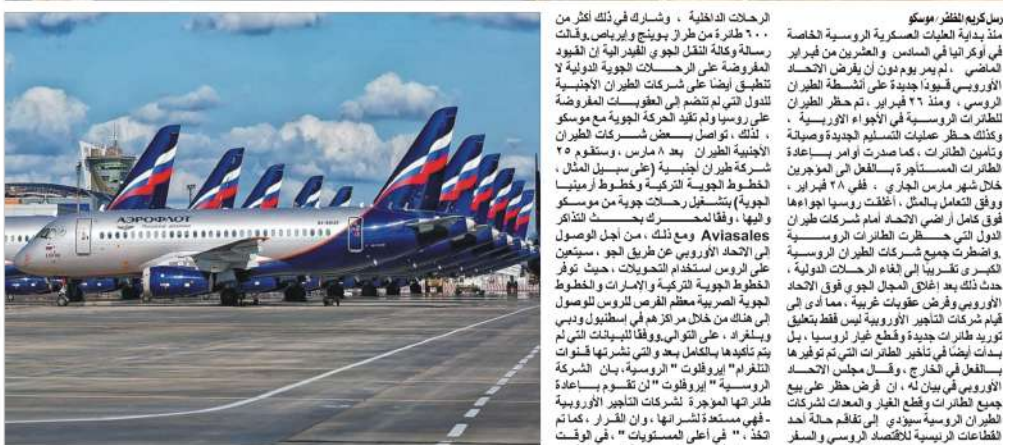 رسل كريم المظفر/موسكو
منذ بداية العليات العسكرية الروسية الخاصة
في أوكرانيا في السادس والعشرين من فبراير
الماضي ، لم يمر يوم دون أن يفرض الاتحاد
الأوروبي قيودًا جديدة على أنشطة الطيران
الروسي ، ومنذ ٢٦ فبراير ، تم حظر الطيران
للطائرات الروسية في الأجواء الاوربية ،
وكذلك حظر عمليات التسليم الجديدة وصيانة
وتأمين الطائرات ، كما صدرت أوامر بإعادة
الطائرات المستأجرة بالفعل الى المؤجرين
خلال شهر مارس الجاري ، ففي ٢٨ فبراير ،
ووفق التعامل بالمثل ، أغلقت روسيا اجواءها
فوق كامل أراضي الاتحاد أمام شركات طيران
الدول التي حظرت الطائرات الروسية
.واضطرت جميع شركات الطيران الروسية
الكبرى تقريبًا إلى إلغاء الرحلات الدولية ،
حدث ذلك بعد إغلاق المجال الجوي فوق الاتحاد
الأوروبي وفرض عقوبات غربية ، مما أدى إلى
قيام شركات التأجير الأوروبية ليس فقط بتعليق
توريد طائرات جديدة وقطع غيار لروسيا ، بل
بدأت أيضًا في تأخير الطائرات التي تم توفيرها
بالفعل في الخارج ، وقال مجلس الاتحاد
الأوروبي في بيان له ، ان فرض حظر على بيع
جميع الطائرات وقطع الغيار والمعدات لشركات
الطيران الروسية سيؤدي إلى تفاقم حالة أحد
القطاعات الرئيسية للاقتصاد الروسي والسفر
الرحلات الداخلية ، وشارك في ذلك أكثر من
٦٠٠ طائرة من طراز بوينج وإيرباص.وقالت
رسالة وكالة النقل الجوي الفيدرالية إن القيود
المفروضة على الرحلات الجوية الدولية لا
تنطبق أيضًا على شركات الطيران الأجنبية
للدول التي لم تنضم إلى العقوبات المفروضة
على روسيا ولم تقيد الحركة الجوية مع موسكو
، لذلك ، تواصل بعض شركات الطيران
الأجنبية الطيران بعد ٨ مارس ، وستقوم ٢٥
شركة طيران أجنبية (على سبيل المثال ،
الخطوط الجوية التركية وخطوط أرمينيا
الجوية) بتشغيل رحلات جوية من موسكو
واليها ، وفقا لمحرك بحث التذاكر
Aviasales ومع ذلك ، من أجل الوصول
إلى الاتحاد الأوروبي عن طريق الجو ، سيتعين
على الروس استخدام التحويلات ، حيث توفر
الخطوط الجوية التركية والإمارات والخطوط
الجوية الصربية معظم الفرص للروس للوصول
إلى هناك من خلال مراكزهم في إسطنبول ودبي
وبلغراد ، على التوالي.ووفقا للبيانات التي لم
يتم تأكيدها بالكامل بعد والتي نشرتها قنوات
التلغرام" إيروفلوت " الروسية، بان الشركة
الروسية " إيروفلوت " لن تقوم بإعادة
طائراتها المؤجرة لشركات التأجير الأوروبية
- فهي مستعدة لشرائها ، وان القرار ، كما تم
اتخذ ، " في أعلى المستويات " ، في الوقت
АЭРОФЛОТ